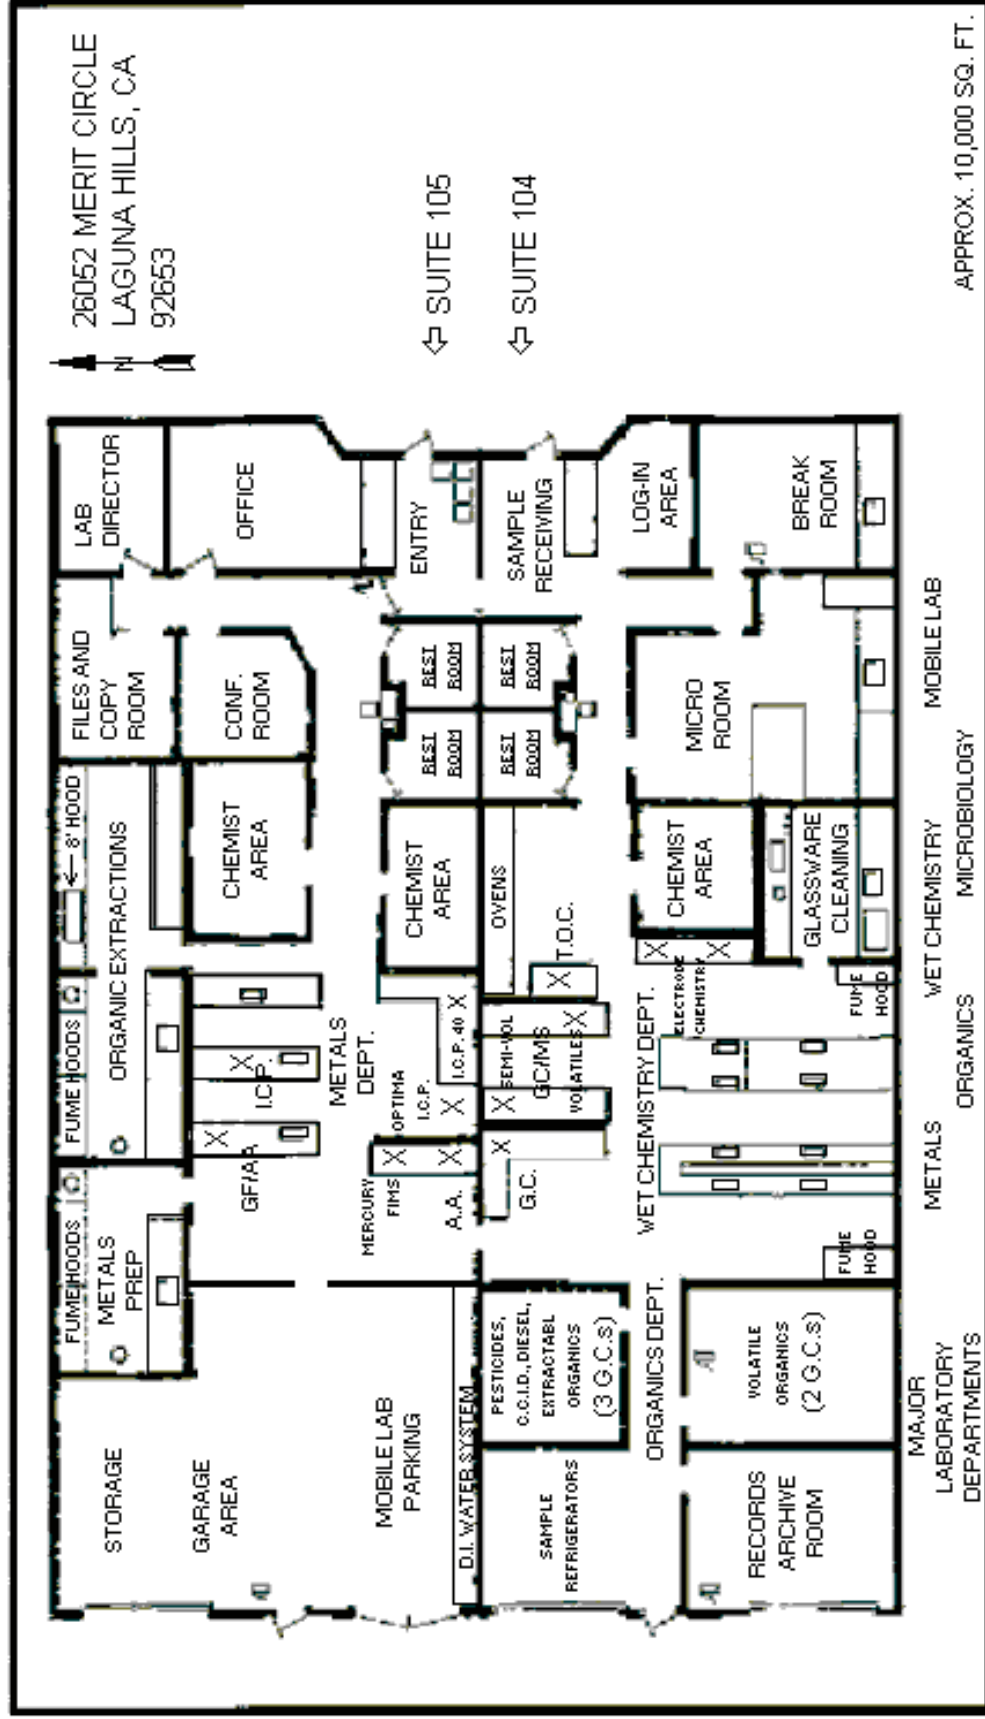 26052 MERIT CIRCLE
LAGUNA HILLS, CA
92653
N
⇦ SUITE 105
⇦ SUITE 104
APPROX. 10,000 SQ. FT.
LAB
DIRECTOR
OFFICE
ENTRY
SAMPLE
RECEIVING
LOG-IN
AREA
BREAK
ROOM
FILES AND
COPY
ROOM
CONF.
ROOM
REST
ROOM
REST
ROOM
REST
ROOM
REST
ROOM
MICRO
ROOM
← 8' HOOD
ORGANIC EXTRACTIONS
FUME HOODS
CHEMIST
AREA
CHEMIST
AREA
OVENS
T.O.C.
CHEMIST
AREA
GLASSWARE
CLEANING
ELECTRODE
CHEMISTRY
FUME
HOOD
I.C.P.
GF/AA
METALS
DEPT.
OPTIMA
I.C.P.
I.C.P. 40
MERCURY
FIMS
A.A.
SEMI-VOL
GC/MS
VOLATILES
G.C.
WET CHEMISTRY DEPT.
FUME
HOOD
FUME HOODS
METALS
PREP
STORAGE
GARAGE
AREA
MOBILE LAB
PARKING
D.I. WATER SYSTEM
PESTICIDES,
O.C.I.D., DIESEL,
EXTRACTABL
ORGANICS
(3 G.C.s)
ORGANICS DEPT.
VOLATILE
ORGANICS
(2 G.C.s)
SAMPLE
REFRIGERATORS
RECORDS
ARCHIVE
ROOM
MAJOR
LABORATORY
DEPARTMENTS
METALS
ORGANICS
WET CHEMISTRY
MICROBIOLOGY
MOBILE LAB